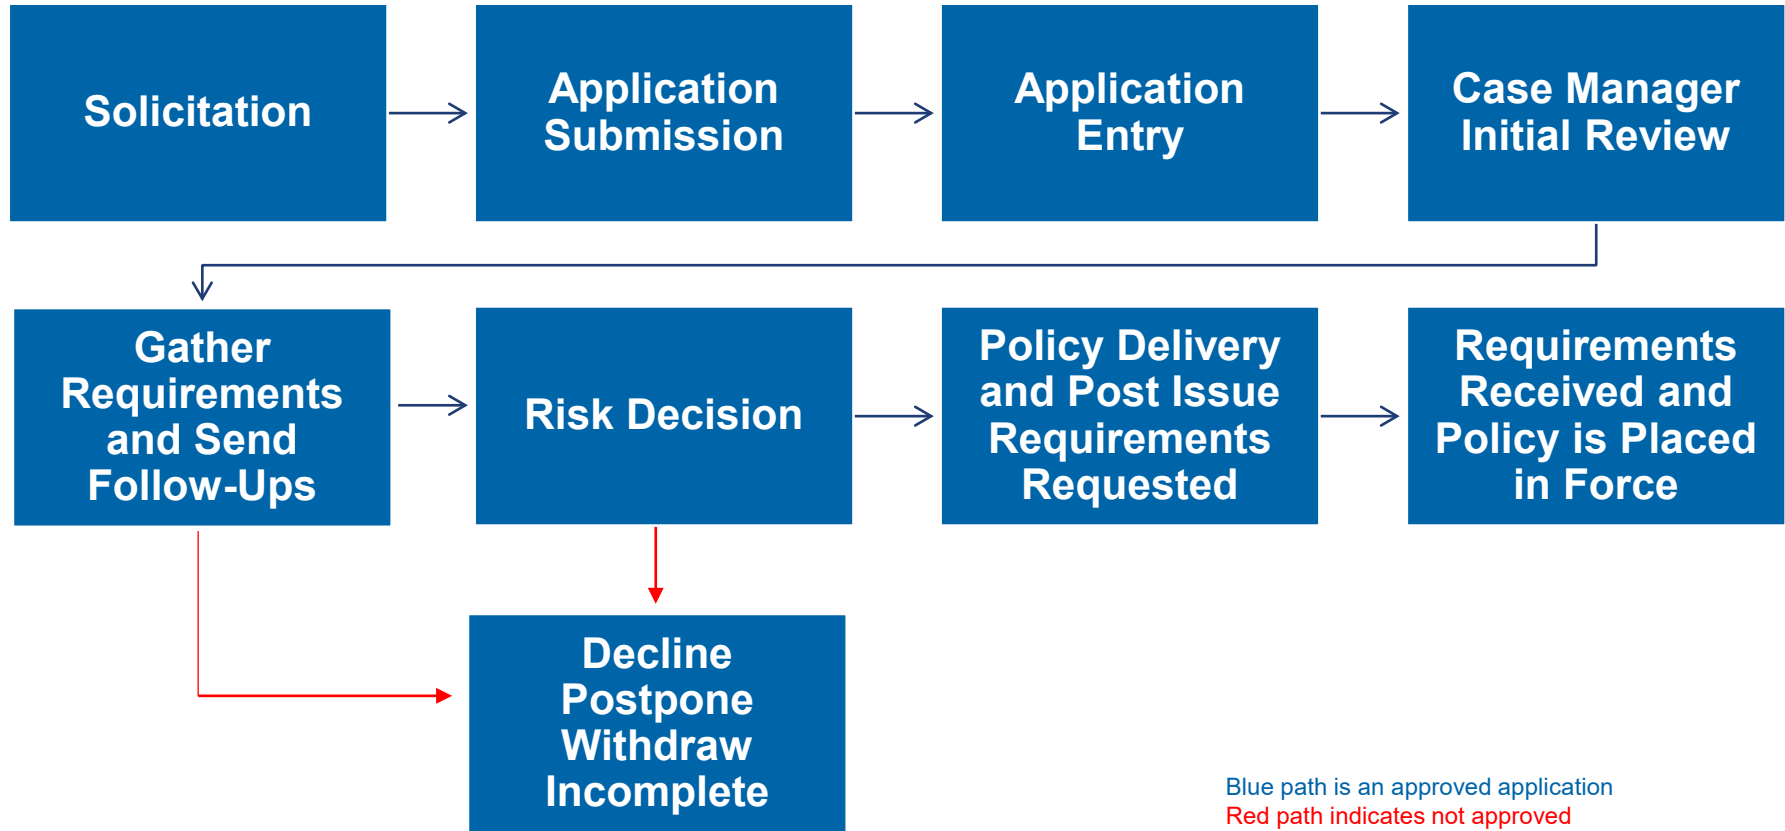 Solicitation
Application
Submission
Application
Entry
Case Manager
Initial Review
Gather
Requirements
and Send
Follow-Ups
Risk Decision
Policy Delivery
and Post Issue
Requirements
Requested
Requirements
Received and
Policy is Placed
in Force
Decline
Postpone
Withdraw
Incomplete
Blue path is an approved application
Red path indicates not approved